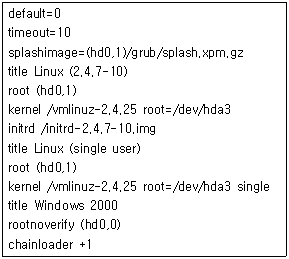 default=0
timeout=10
splashimage=(hd0,1)/grub/splash.xpm.gz
title Linux (2.4.7-10)
root (hd0,1)
kernel /vmlinuz-2.4.25 root=/dev/hda3
initrd /initrd-2.4.7-10.img
title Linux (single user)
root (hd0,1)
kernel /vmlinuz-2.4.25 root=/dev/hda3 single
title Windows 2000
rootnoverify (hd0,0)
chainloader +1